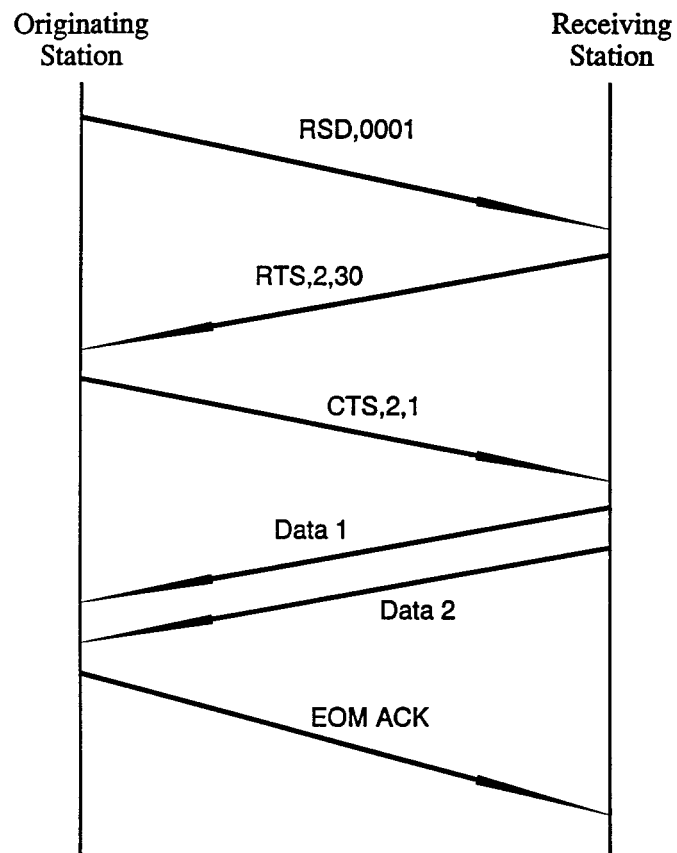 Originating
Station
Receiving
Station
RSD,0001
RTS,2,30
CTS,2,1
Data 1
Data 2
EOM ACK